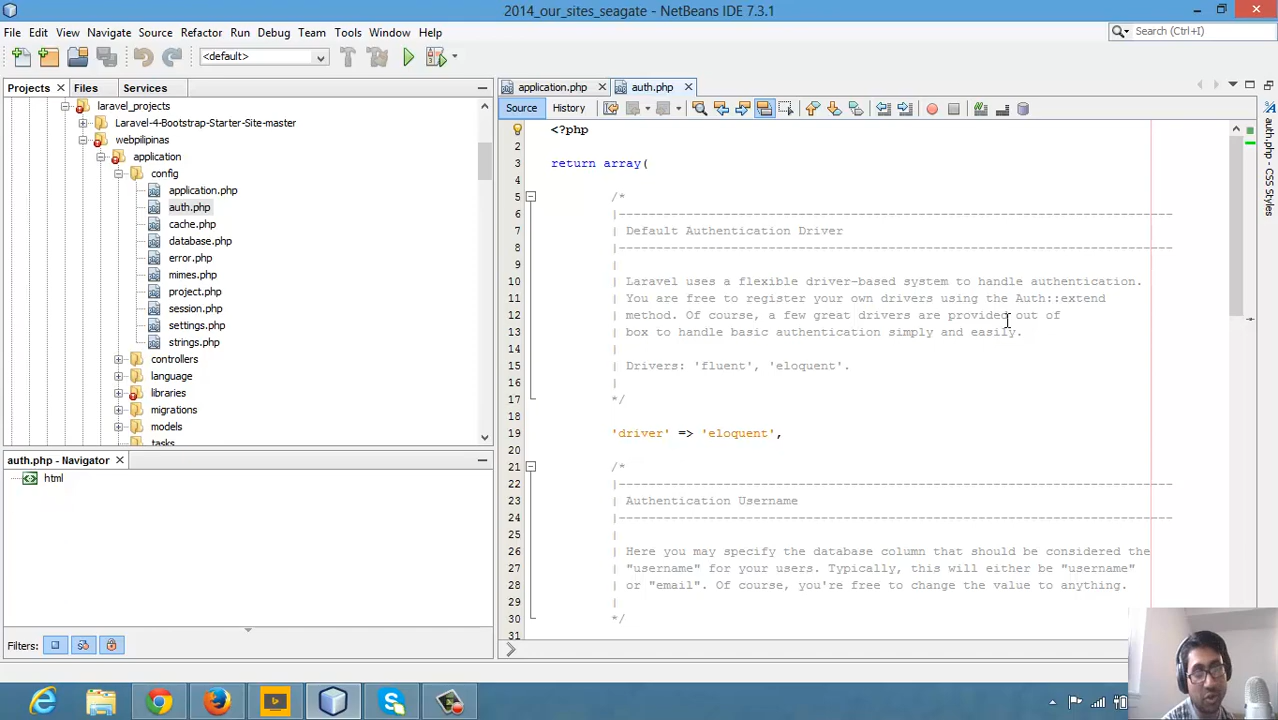 2014_our_sites_seagate - NetBeans IDE 7.3.1
File Edit View Navigate Source Refactor Run Debug Team Tools Window Help
Search (Ctrl+I)
<default>
Projects Files Services
application.php auth.php
Source History
laravel_projects
Laravel-4-Bootstrap-Starter-Site-master
webpilipinas
application
config
application.php
auth.php
cache.php
database.php
error.php
mimes.php
project.php
session.php
settings.php
strings.php
controllers
language
libraries
migrations
models
tasks
auth.php - Navigator
html
Filters:
1 <?php
2
3 return array(
4
5 /*
6 |--------------------------------------------------------------------------
7 | Default Authentication Driver
8 |--------------------------------------------------------------------------
9 |
10 | Laravel uses a flexible driver-based system to handle authentication.
11 | You are free to register your own drivers using the Auth::extend
12 | method. Of course, a few great drivers are provided out of
13 | box to handle basic authentication simply and easily.
14 |
15 | Drivers: 'fluent', 'eloquent'.
16 |
17 */
18
19 'driver' => 'eloquent',
20
21 /*
22 |--------------------------------------------------------------------------
23 | Authentication Username
24 |--------------------------------------------------------------------------
25 |
26 | Here you may specify the database column that should be considered the
27 | "username" for your users. Typically, this will either be "username"
28 | or "email". Of course, you're free to change the value to anything.
29 |
30 */
31
auth.php - CSS Styles